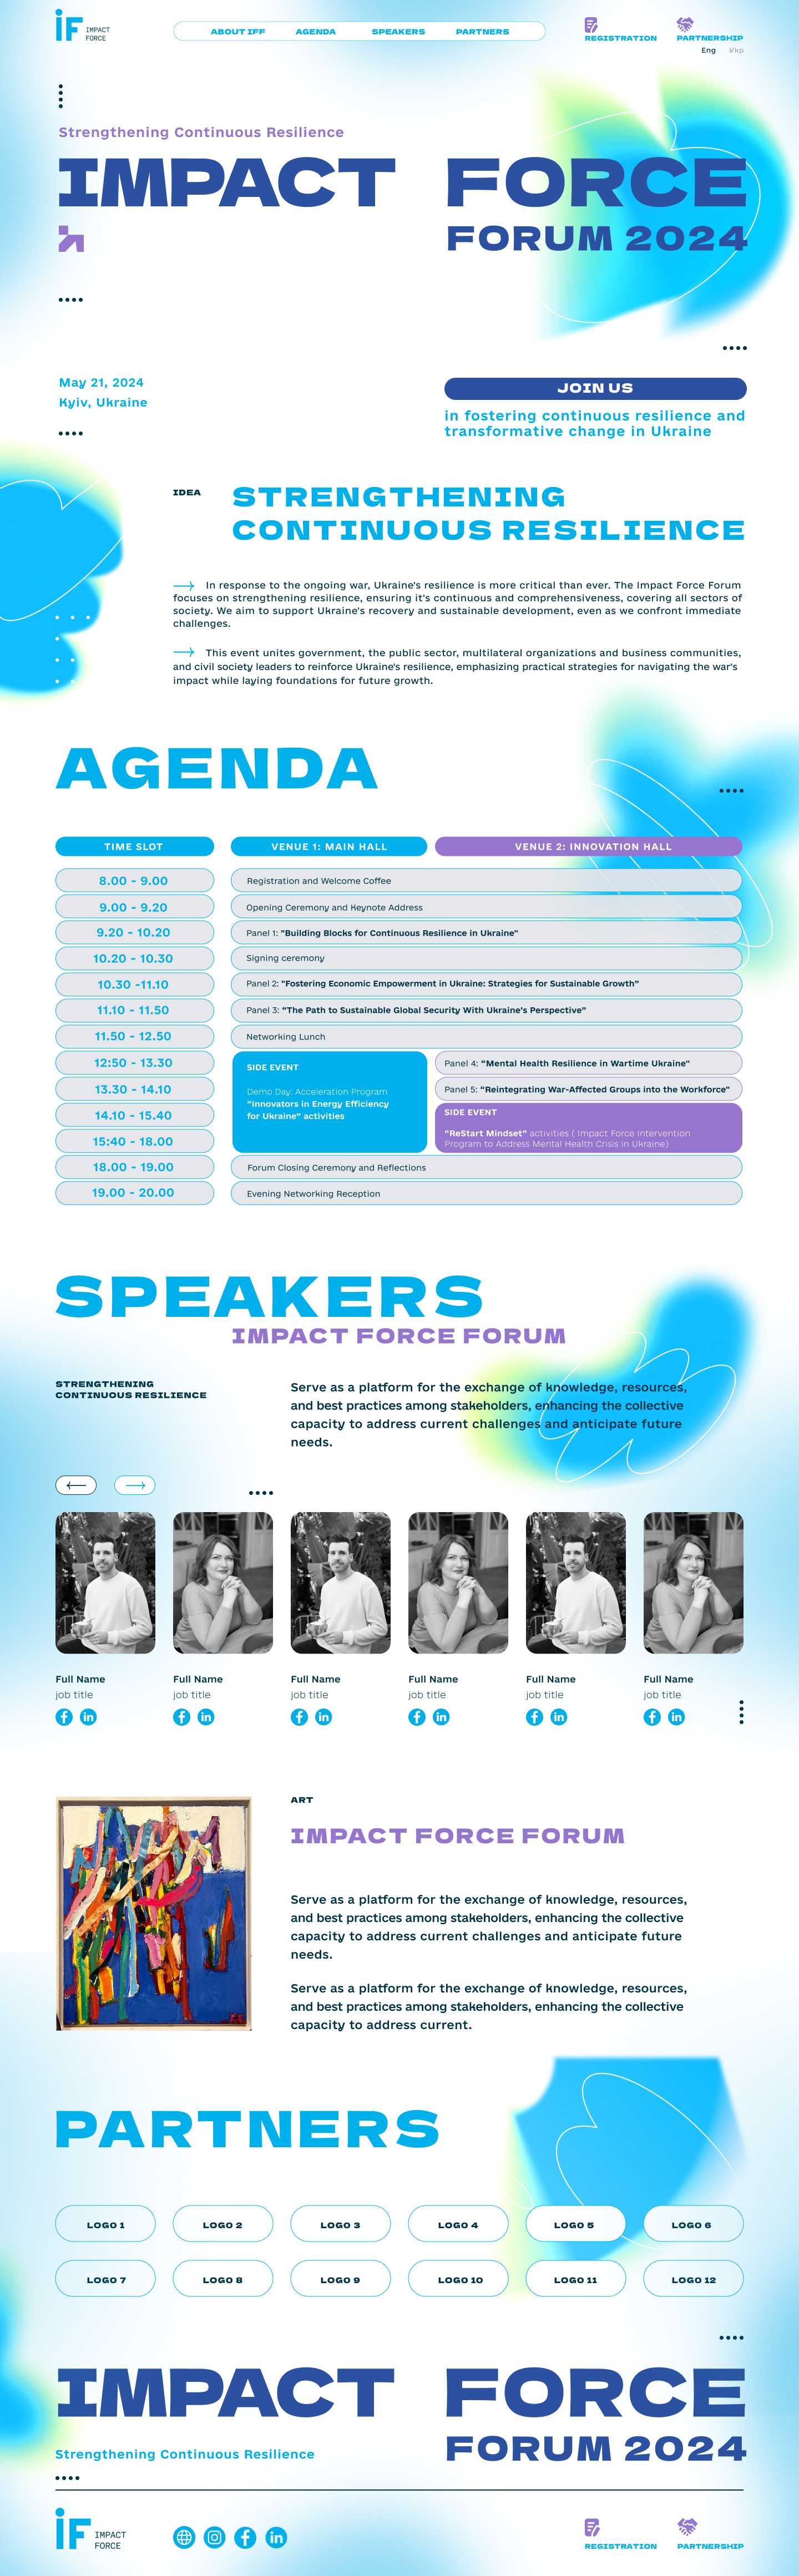 iF IMPACT
FORCE
ABOUT IFF AGENDA SPEAKERS PARTNERS
REGISTRATION
PARTNERSHIP
Eng Укр
Strengthening Continuous Resilience
IMPACT FORCE
FORUM 2024
May 21, 2024
Kyiv, Ukraine
JOIN US
in fostering continuous resilience and
transformative change in Ukraine
IDEA
STRENGTHENING
CONTINUOUS RESILIENCE
In response to the ongoing war, Ukraine's resilience is more critical than ever. The Impact Force Forum
focuses on strengthening resilience, ensuring it's continuous and comprehensiveness, covering all sectors of
society. We aim to support Ukraine's recovery and sustainable development, even as we confront immediate
challenges.
This event unites government, the public sector, multilateral organizations and business communities,
and civil society leaders to reinforce Ukraine's resilience, emphasizing practical strategies for navigating the war's
impact while laying foundations for future growth.
AGENDA
TIME SLOT VENUE 1: MAIN HALL VENUE 2: INNOVATION HALL
8.00 - 9.00 Registration and Welcome Coffee
9.00 - 9.20 Opening Ceremony and Keynote Address
9.20 - 10.20 Panel 1: "Building Blocks for Continuous Resilience in Ukraine"
10.20 - 10.30 Signing ceremony
10.30 -11.10 Panel 2: "Fostering Economic Empowerment in Ukraine: Strategies for Sustainable Growth"
11.10 - 11.50 Panel 3: "The Path to Sustainable Global Security With Ukraine's Perspective"
11.50 - 12.50 Networking Lunch
12:50 - 13.30
13.30 - 14.10
14.10 - 15.40
15:40 - 18.00
SIDE EVENT
Demo Day: Acceleration Program
"Innovators in Energy Efficiency
for Ukraine" activities
Panel 4: "Mental Health Resilience in Wartime Ukraine"
Panel 5: "Reintegrating War-Affected Groups into the Workforce"
SIDE EVENT
"ReStart Mindset" activities ( Impact Force Intervention
Program to Address Mental Health Crisis in Ukraine)
18.00 - 19.00 Forum Closing Ceremony and Reflections
19.00 - 20.00 Evening Networking Reception
SPEAKERS
IMPACT FORCE FORUM
STRENGTHENING
CONTINUOUS RESILIENCE
Serve as a platform for the exchange of knowledge, resources,
and best practices among stakeholders, enhancing the collective
capacity to address current challenges and anticipate future
needs.
Full Name Full Name Full Name Full Name Full Name Full Name
job title job title job title job title job title job title
ART
IMPACT FORCE FORUM
Serve as a platform for the exchange of knowledge, resources,
and best practices among stakeholders, enhancing the collective
capacity to address current challenges and anticipate future
needs.
Serve as a platform for the exchange of knowledge, resources,
and best practices among stakeholders, enhancing the collective
capacity to address current.
PARTNERS
LOGO 1 LOGO 2 LOGO 3 LOGO 4 LOGO 5 LOGO 6
LOGO 7 LOGO 8 LOGO 9 LOGO 10 LOGO 11 LOGO 12
IMPACT FORCE
FORUM 2024
Strengthening Continuous Resilience
iF IMPACT
FORCE
REGISTRATION
PARTNERSHIP